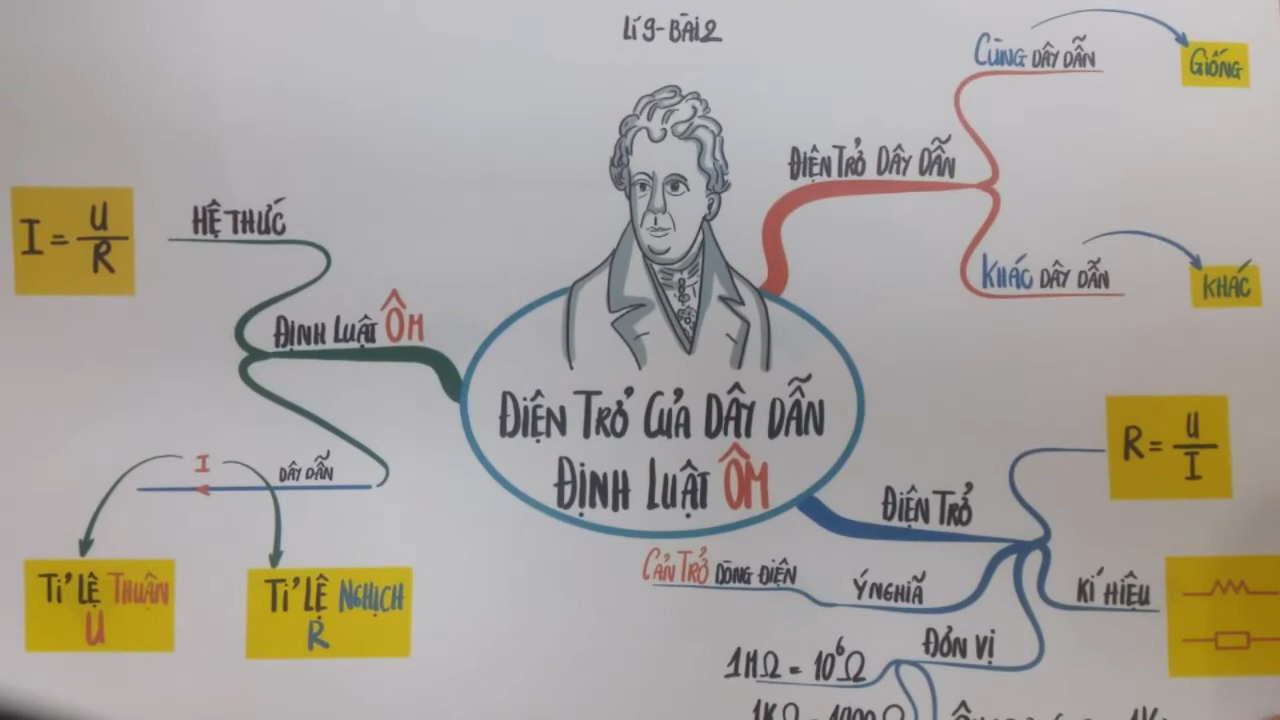 Lí 9 - BÀI 2
CÙNG DÂY DẪN
GIỐNG
ĐIỆN TRỞ DÂY DẪN
KHÁC DÂY DẪN
KHÁC
I = U/R
HỆ THỨC
ĐỊNH LUẬT ÔM
I
DÂY DẪN
TỈ LỆ THUẬN
U
TỈ LỆ NGHỊCH
R
ĐIỆN TRỞ CỦA DÂY DẪN
ĐỊNH LUẬT ÔM
R = U/I
ĐIỆN TRỞ
CẢN TRỞ DÒNG ĐIỆN
Ý NGHĨA
KÍ HIỆU
ĐƠN VỊ
1MΩ = 10⁶Ω
1KΩ = 1000Ω